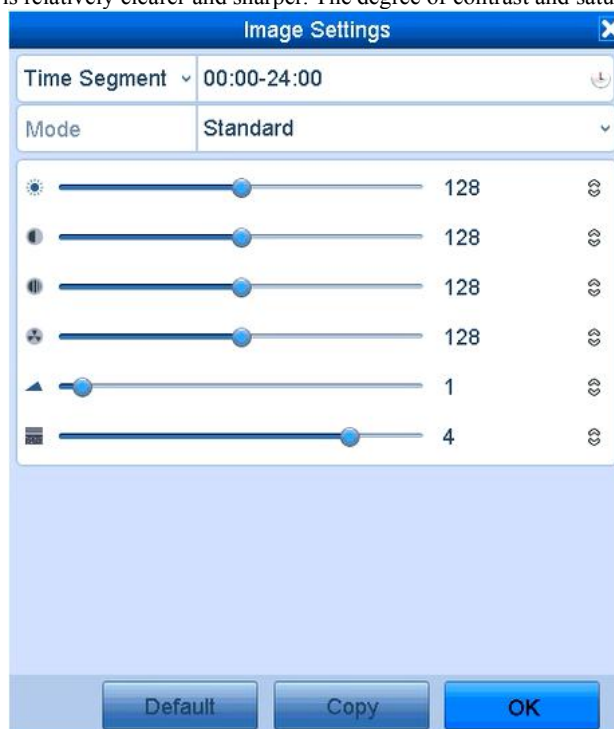 is relatively clearer and sharper. The degree of contrast and satu
Image Settings
Time Segment 00:00-24:00
Mode Standard
128
128
128
128
1
4
Default Copy OK